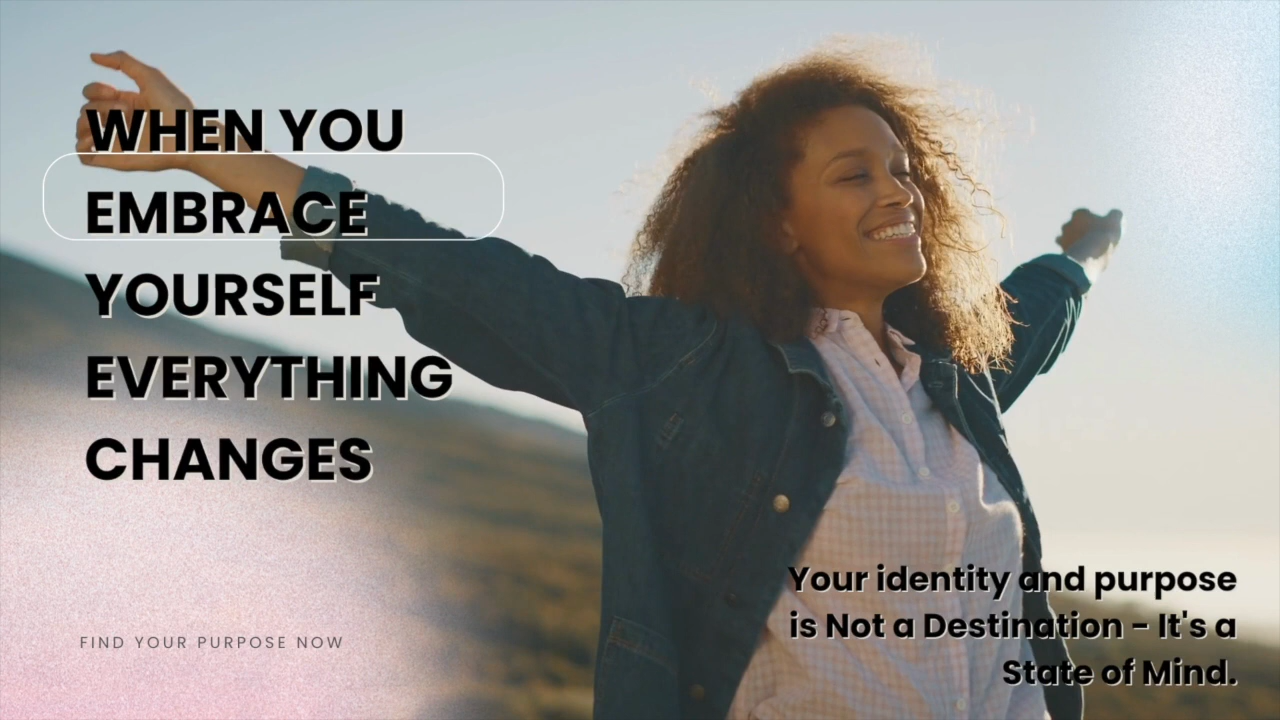 WHEN YOU
EMBRACE
YOURSELF
EVERYTHING
CHANGES
FIND YOUR PURPOSE NOW
Your identity and purpose
is Not a Destination - It's a
State of Mind.